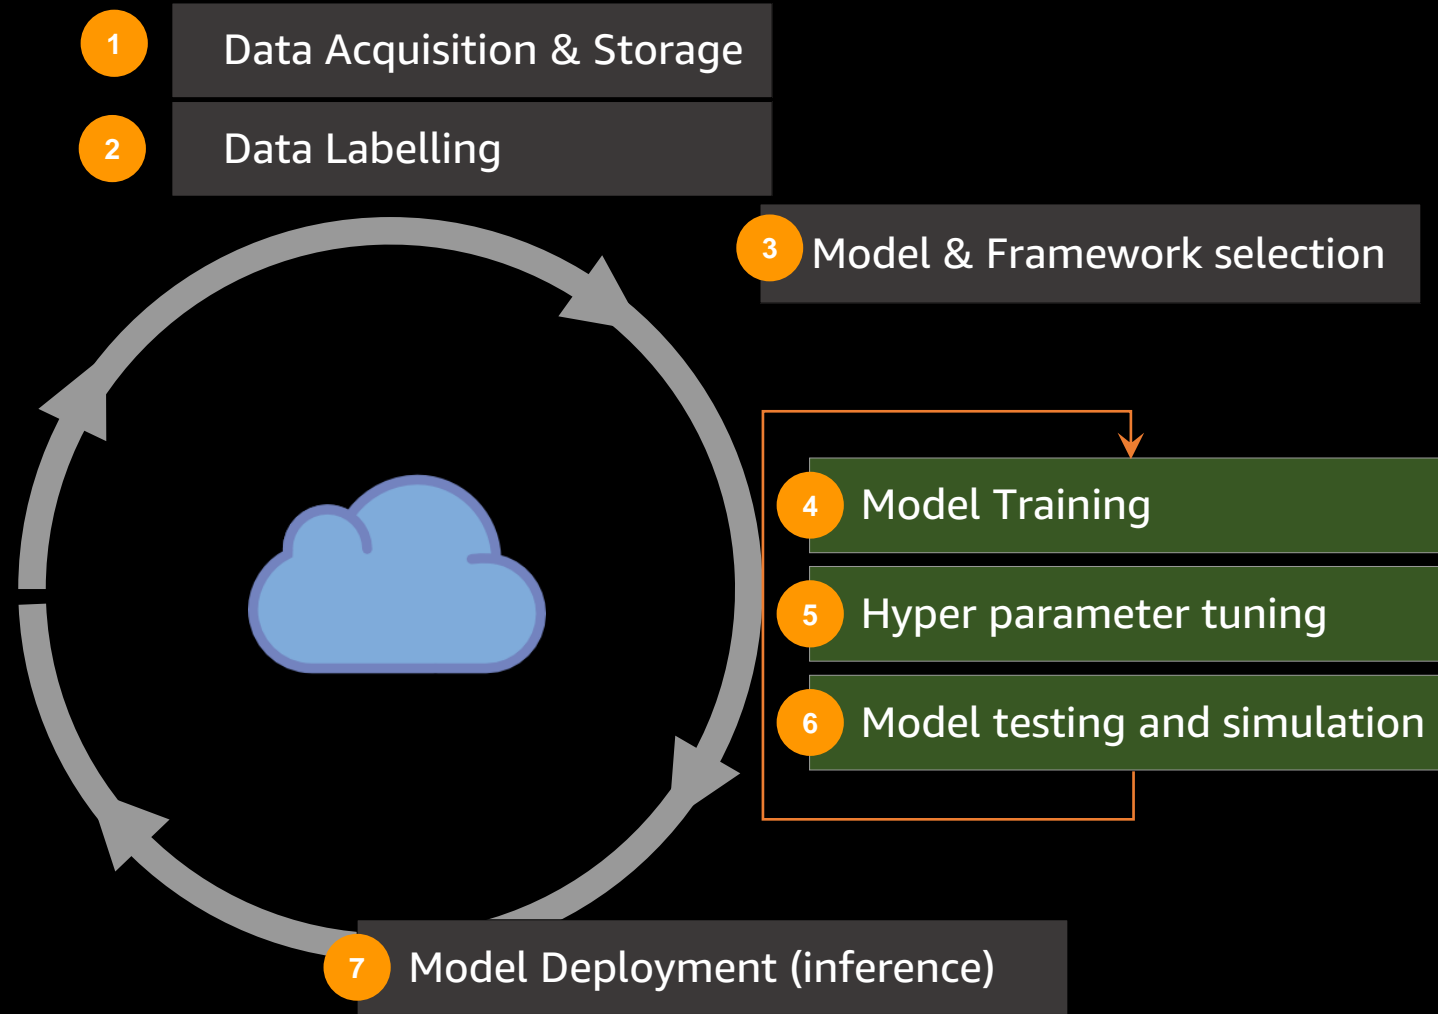 1 Data Acquisition & Storage
2 Data Labelling
3 Model & Framework selection
4 Model Training
5 Hyper parameter tuning
6 Model testing and simulation
7 Model Deployment (inference)